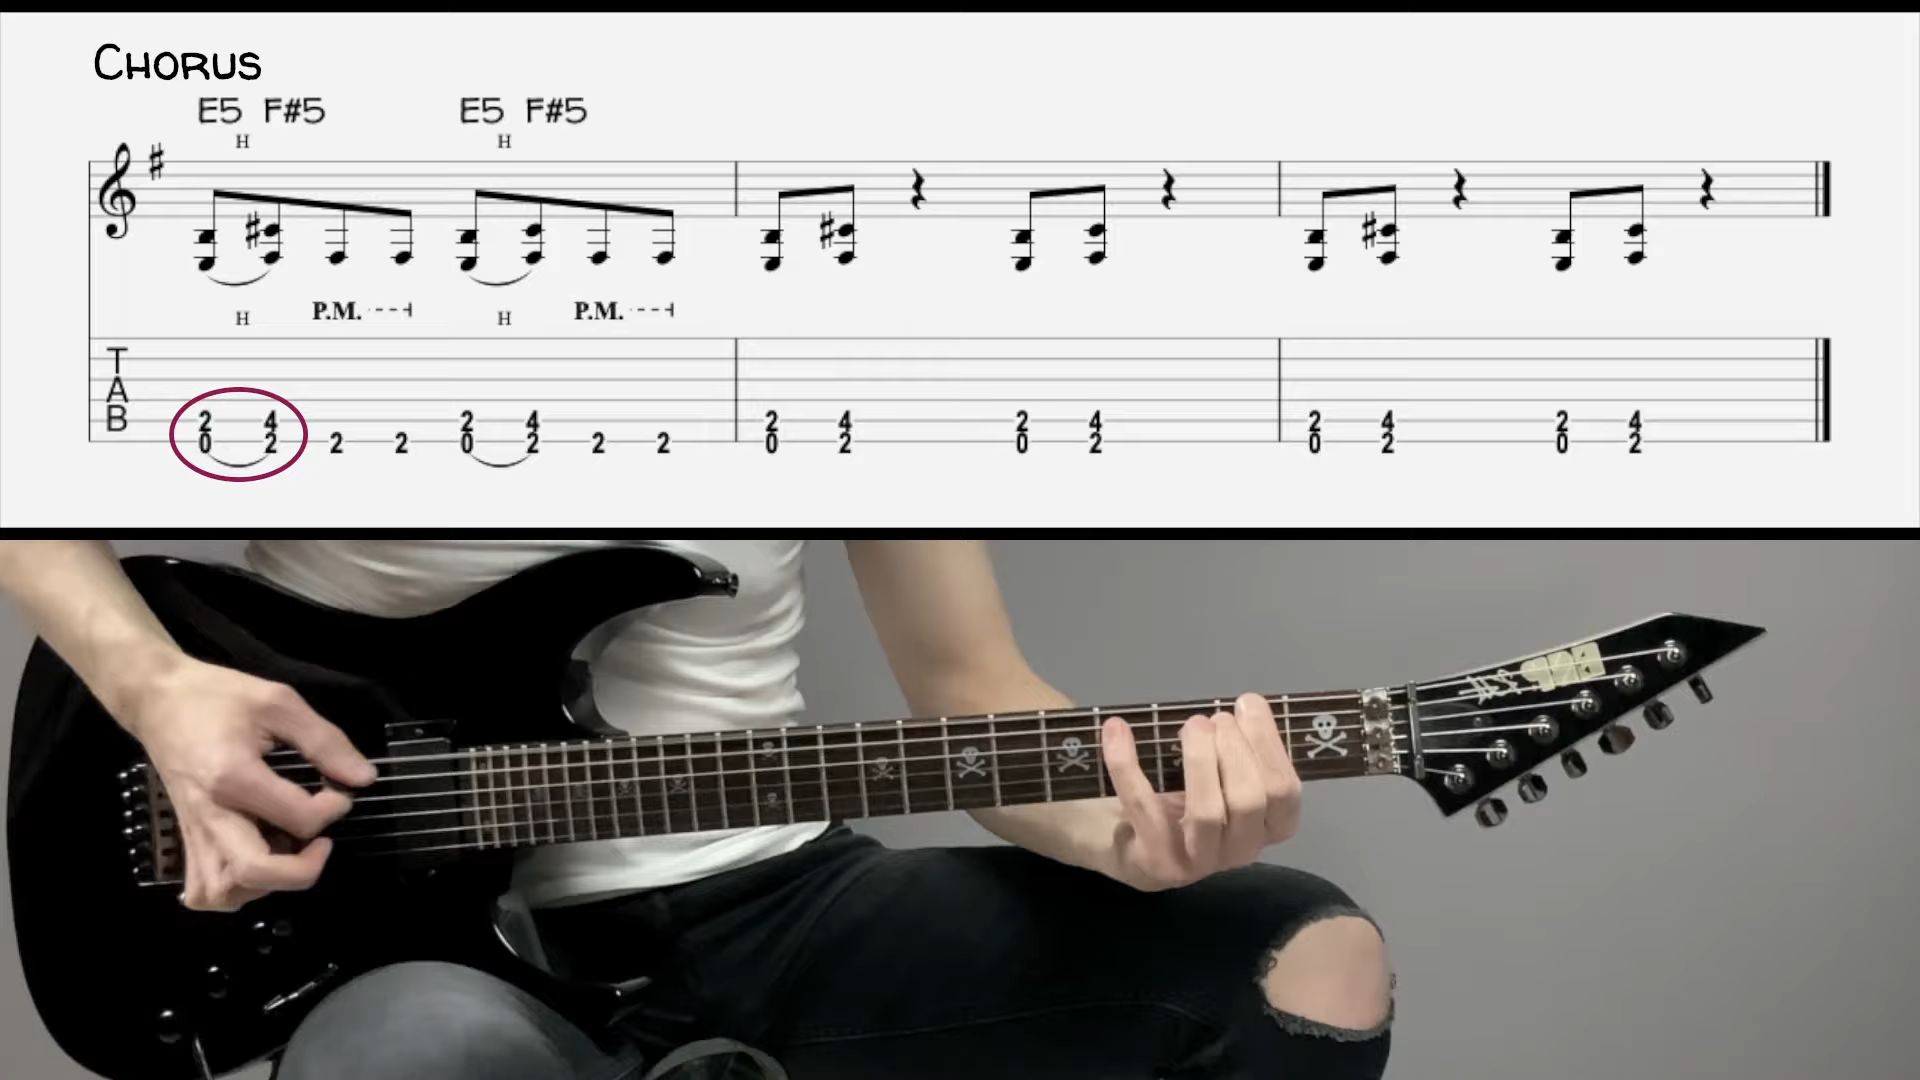 CHORUS
E5 F#5 E5 F#5
H H
P.M. P.M.
H H
T
A
B
2 4 2 4 2 4 2 4 2 4 2 4
0 2 2 2 0 2 2 2 0 2 0 2 0 2 0 2